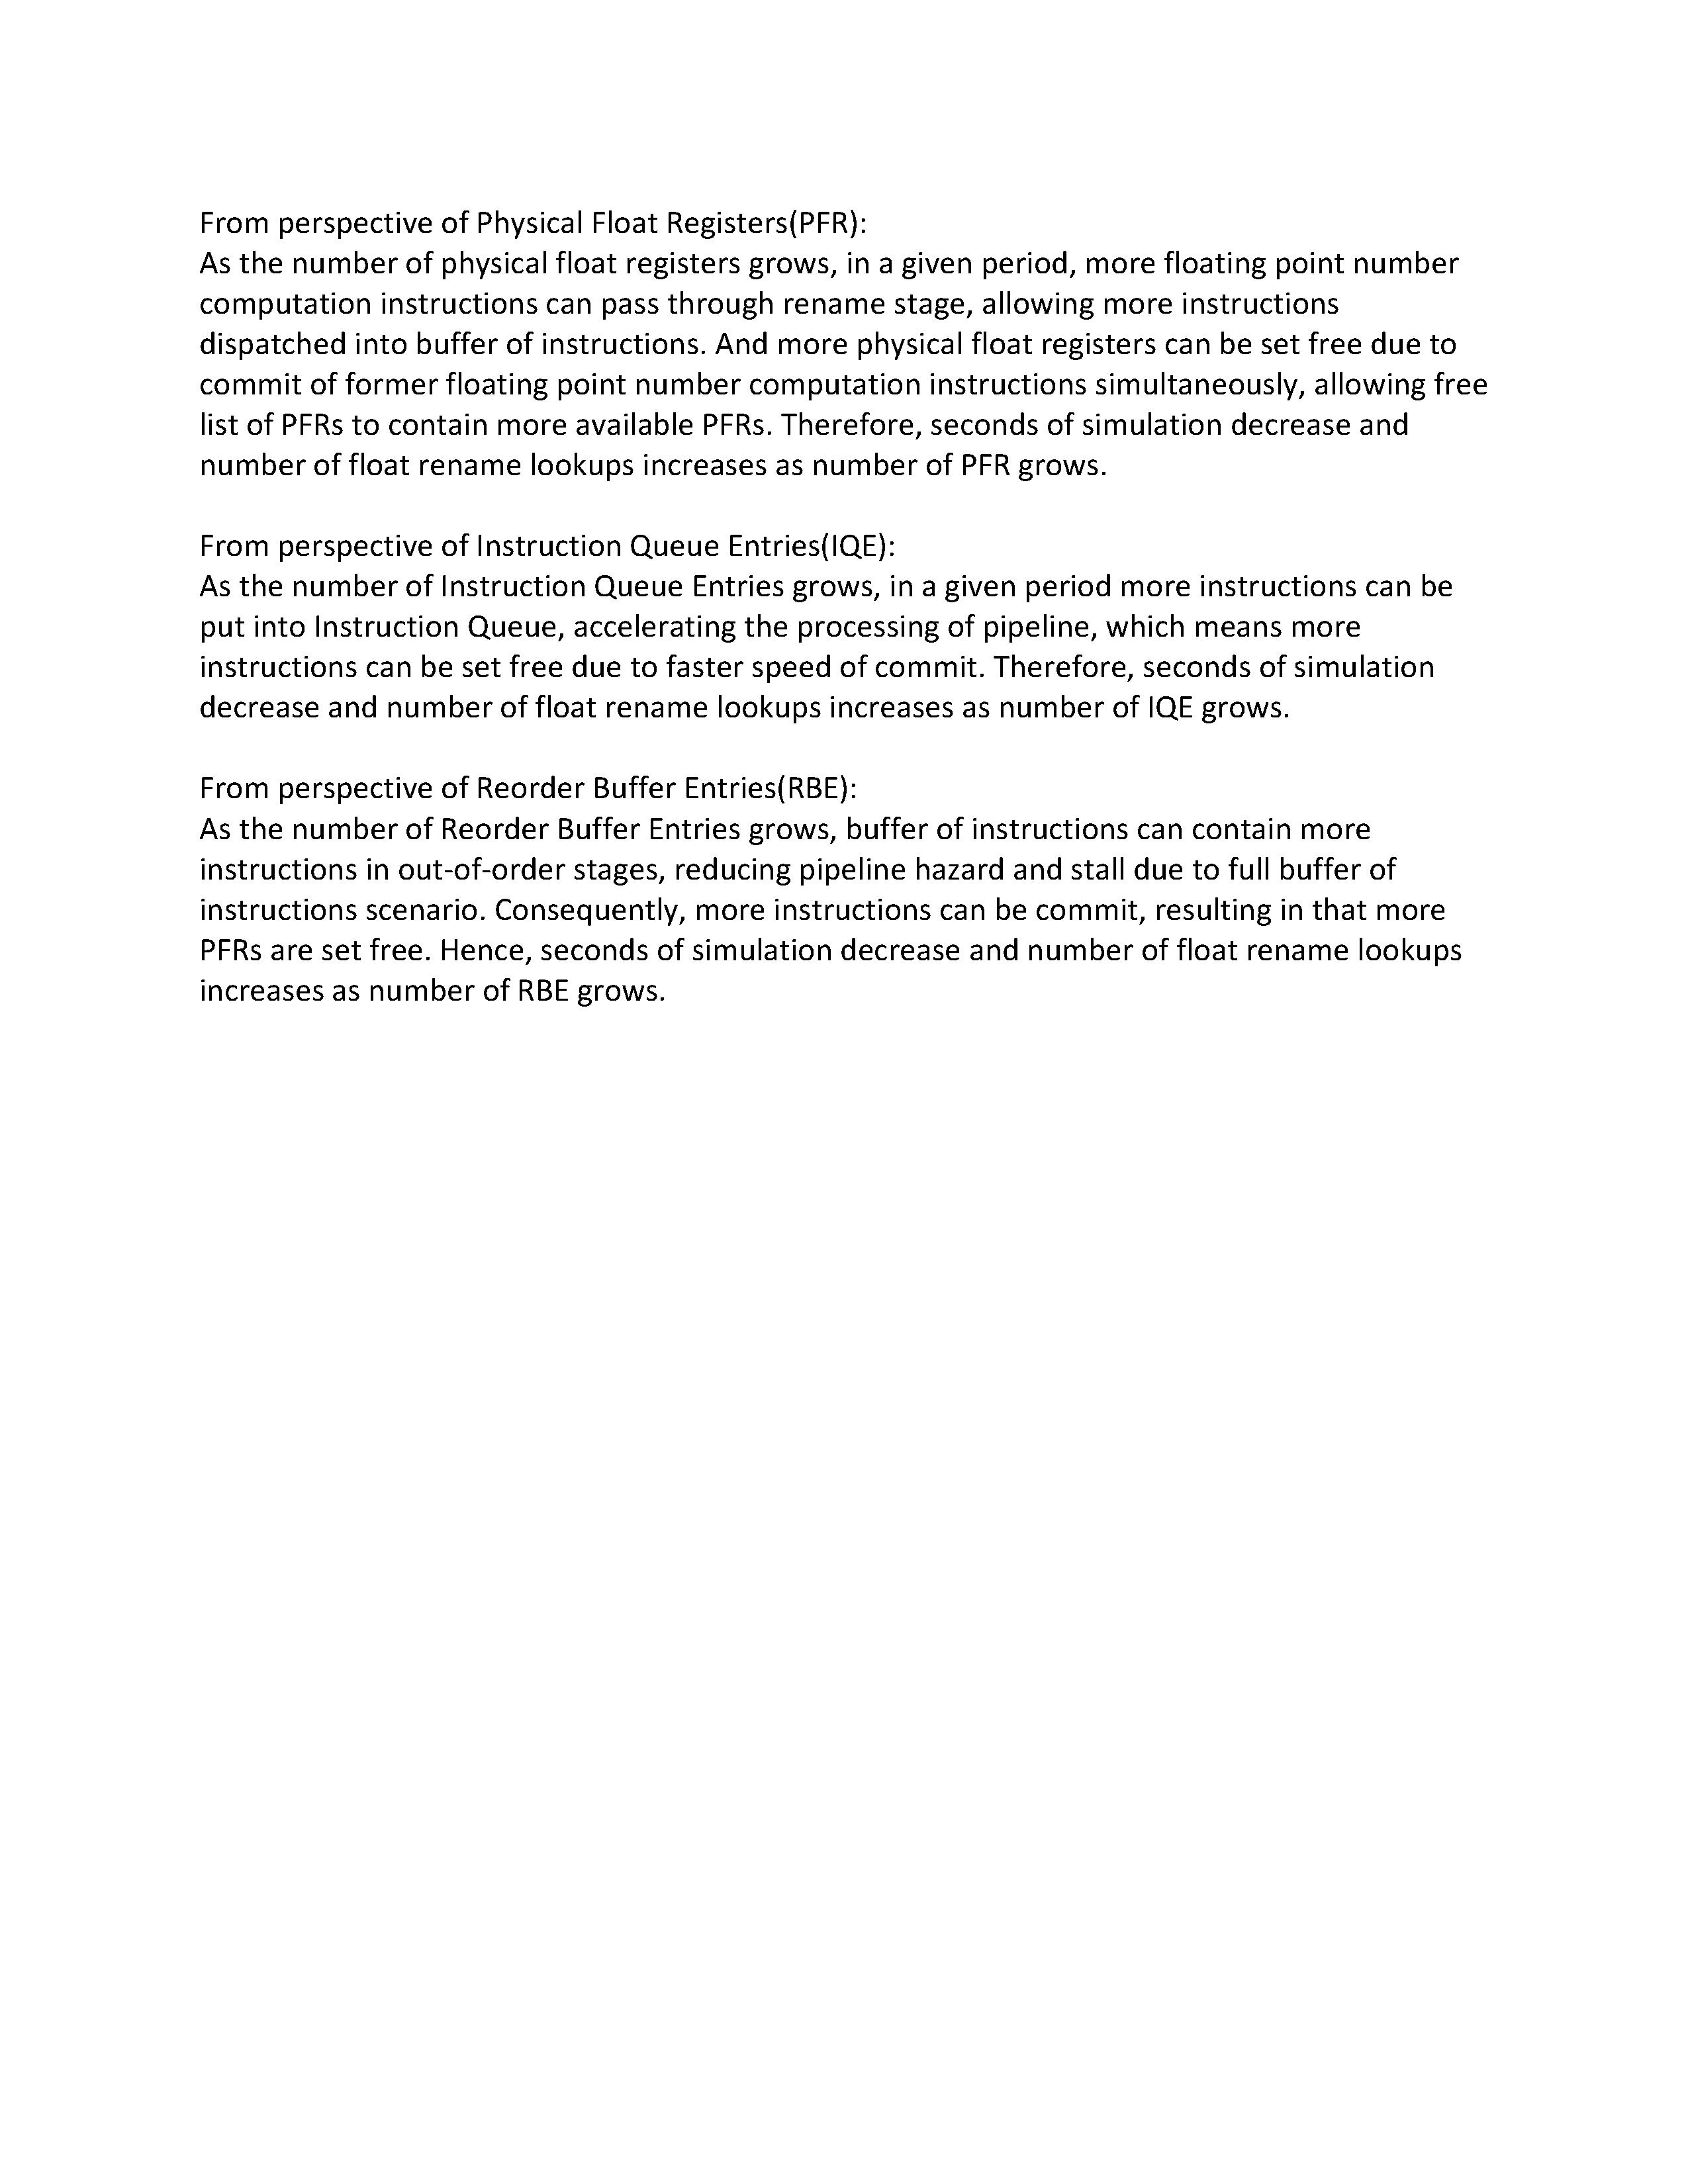 From perspective of Physical Float Registers(PFR):
As the number of physical float registers grows, in a given period, more floating point number
computation instructions can pass through rename stage, allowing more instructions
dispatched into buffer of instructions. And more physical float registers can be set free due to
commit of former floating point number computation instructions simultaneously, allowing free
list of PFRs to contain more available PFRs. Therefore, seconds of simulation decrease and
number of float rename lookups increases as number of PFR grows.
From perspective of Instruction Queue Entries(IQE):
As the number of Instruction Queue Entries grows, in a given period more instructions can be
put into Instruction Queue, accelerating the processing of pipeline, which means more
instructions can be set free due to faster speed of commit. Therefore, seconds of simulation
decrease and number of float rename lookups increases as number of IQE grows.
From perspective of Reorder Buffer Entries(RBE):
As the number of Reorder Buffer Entries grows, buffer of instructions can contain more
instructions in out-of-order stages, reducing pipeline hazard and stall due to full buffer of
instructions scenario. Consequently, more instructions can be commit, resulting in that more
PFRs are set free. Hence, seconds of simulation decrease and number of float rename lookups
increases as number of RBE grows.